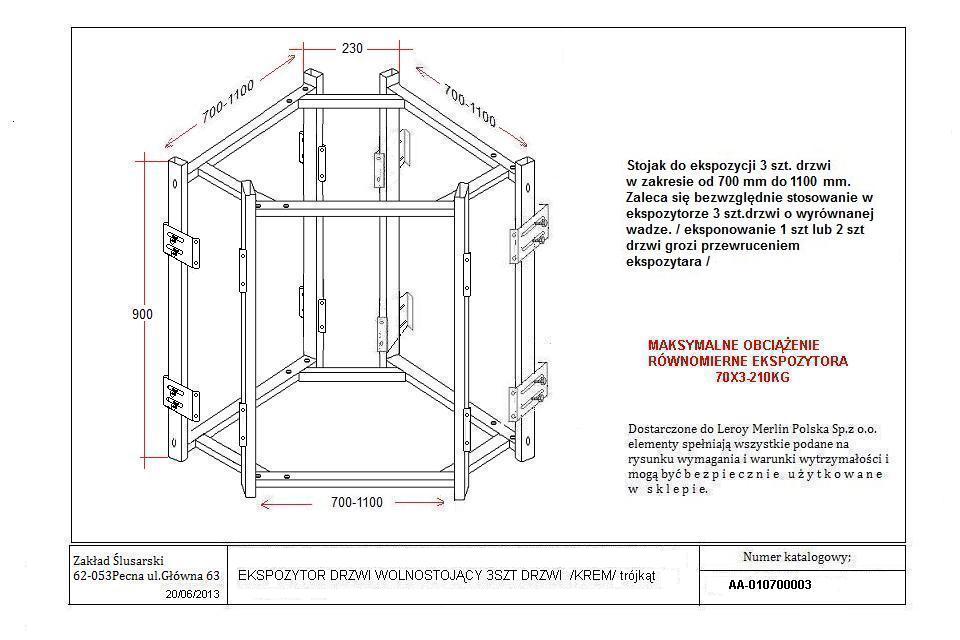 230
700-1100
700-1100
900
700-1100
Stojak do ekspozycji 3 szt. drzwi
w zakresie od 700 mm do 1100 mm.
Zaleca się bezwzględnie stosowanie w
ekspozytorze 3 szt.drzwi o wyrównanej
wadze. / eksponowanie 1 szt lub 2 szt
drzwi grozi przewruceniem
ekspozytara /
MAKSYMALNE OBCIĄŻENIE
RÓWNOMIERNE EKSPOZYTORA
70X3-210KG
Dostarczone do Leroy Merlin Polska Sp.z o.o.
elementy spełniają wszystkie podane na
rysunku wymagania i warunki wytrzymałości i
mogą być b e z p i e c z n i e u ż y t k o w a n e
w s k l e p i e.
Zakład Ślusarski
62-053Pecna ul.Główna 63
20/06/2013
EKSPOZYTOR DRZWI WOLNOSTOJĄCY 3SZT DRZWI /KREM/ trójkąt
Numer katalogowy;
AA-010700003